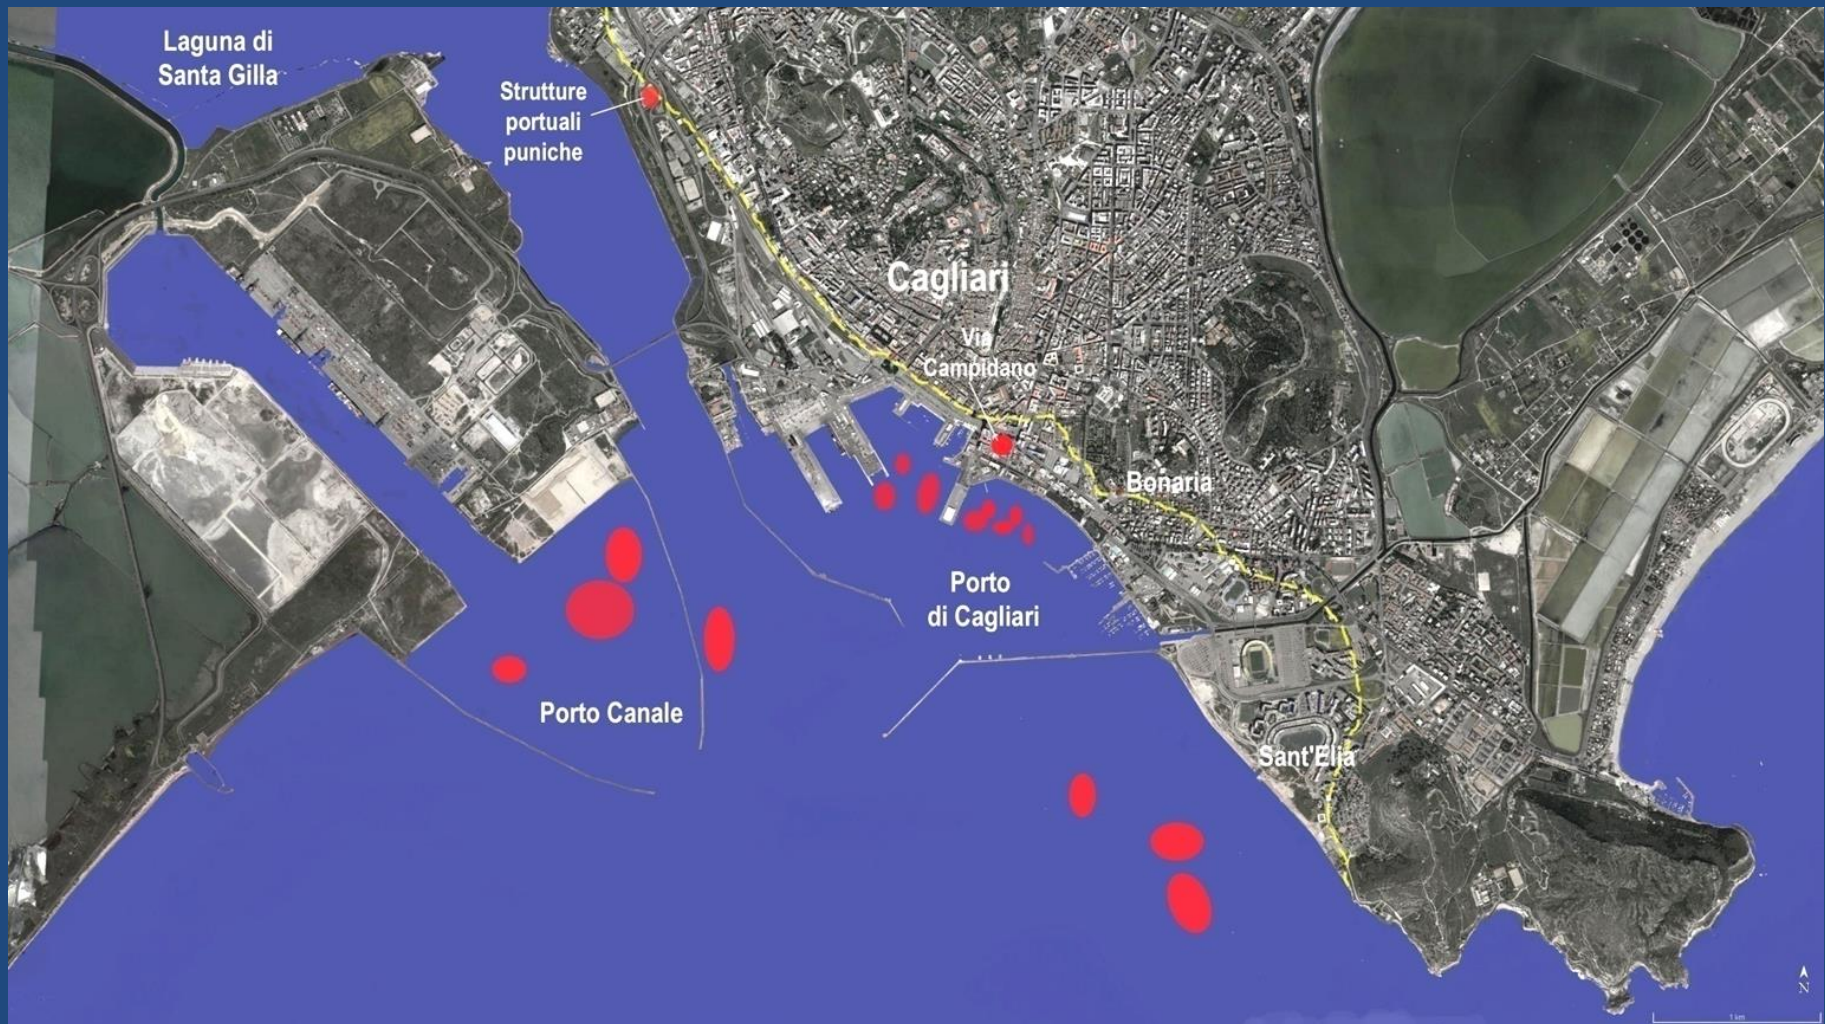 Laguna di
Santa Gilla
Strutture
portuali
puniche
Cagliari
Via
Campidano
Bonaria
Porto
di Cagliari
Porto Canale
Sant'Elia
N
1 km